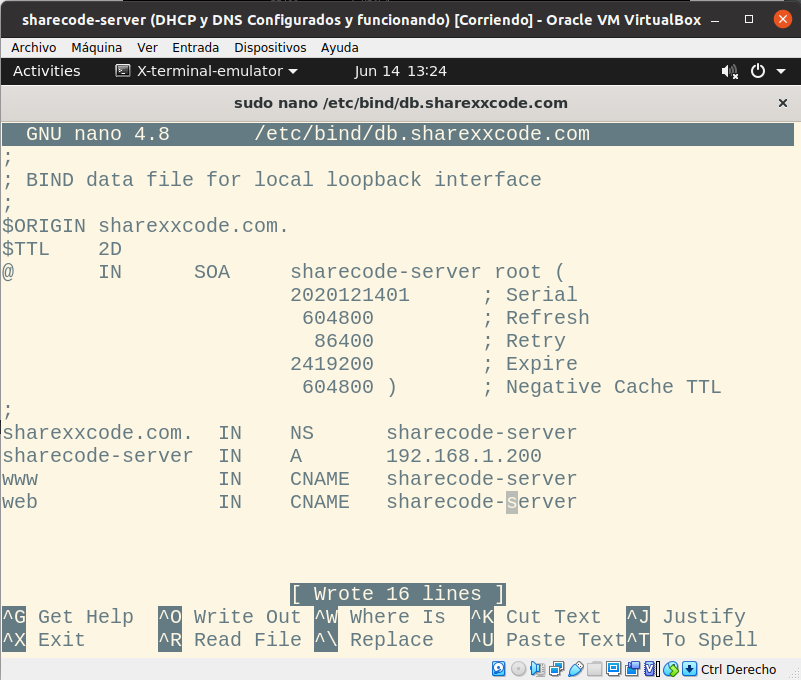 sharecode-server (DHCP y DNS Configurados y funcionando) [Corriendo] - Oracle VM VirtualBox
Archivo Máquina Ver Entrada Dispositivos Ayuda
Activities X-terminal-emulator Jun 14 13:24
sudo nano /etc/bind/db.sharexxcode.com
GNU nano 4.8 /etc/bind/db.sharexxcode.com
;
; BIND data file for local loopback interface
;
$ORIGIN sharexxcode.com.
$TTL 2D
@ IN SOA sharecode-server root (
2020121401 ; Serial
604800 ; Refresh
86400 ; Retry
2419200 ; Expire
604800 ) ; Negative Cache TTL
;
sharexxcode.com. IN NS sharecode-server
sharecode-server IN A 192.168.1.200
www IN CNAME sharecode-server
web IN CNAME sharecode-server
[ Wrote 16 lines ]
^G Get Help ^O Write Out ^W Where Is ^K Cut Text ^J Justify
^X Exit ^R Read File ^\ Replace ^U Paste Text ^T To Spell
Ctrl Derecho